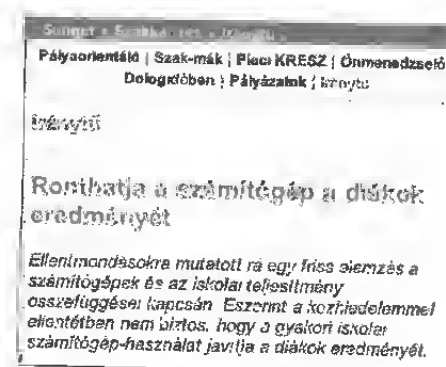 Pályaorientáló | Szak-mák | Piaci KRESZ | Önmenedzselő
Dologidőben | Pályázatok | Iránytű
Iránytű
Ronthatja a számítógép a diákok
eredményét
Ellentmondásokra mutatott rá egy friss elemzés a
számítógépek és az iskolai teljesítmény
összefüggései kapcsán. Eszerint a közhiedelemmel
ellentétben nem biztos, hogy a gyakori iskolai
számítógép-használat javítja a diákok eredményét.